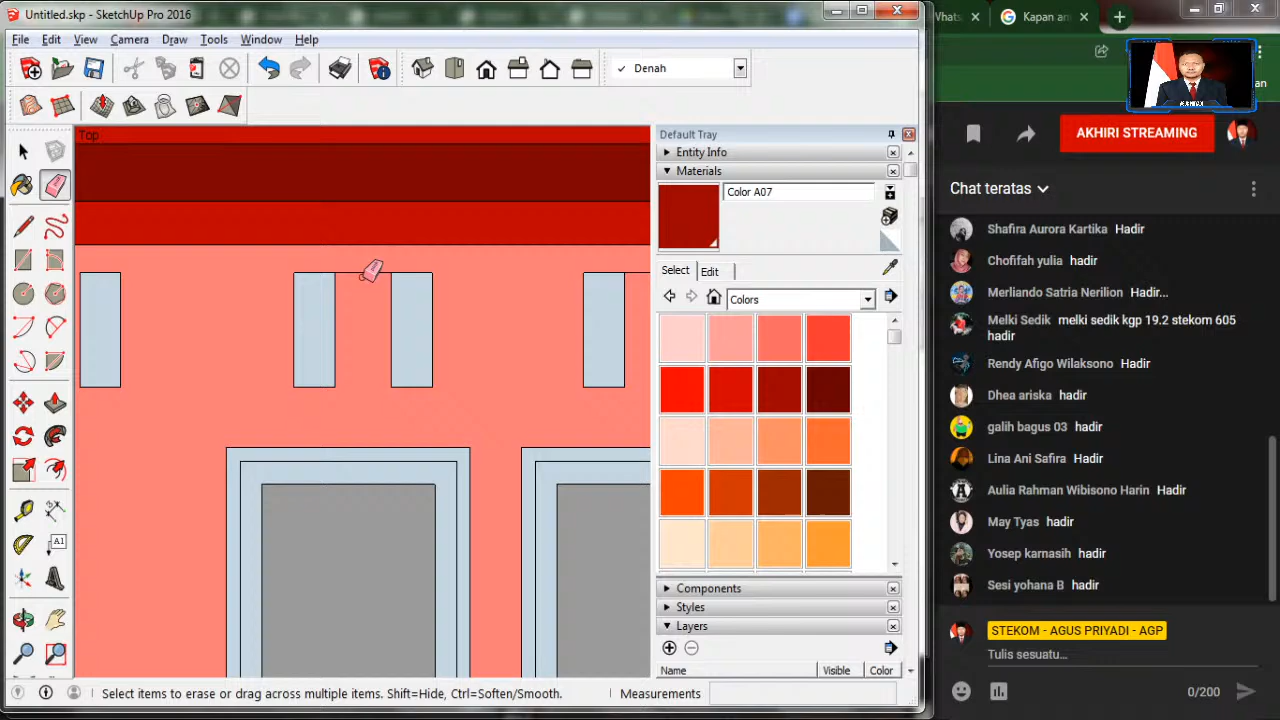 Untitled.skp - SketchUp Pro 2016
Whats
Kapan an
File Edit View Camera Draw Tools Window Help
✓ Denah
AKHIRI STREAMING
Top
Default Tray
Entity Info
Materials
Color A07
Select Edit
Colors
Components
Styles
Layers
Name Visible Color
A1
Select items to erase or drag across multiple items. Shift=Hide, Ctrl=Soften/Smooth.
Measurements
Chat teratas
Shafira Aurora Kartika Hadir
Chofifah yulia hadir
Merliando Satria Nerilion Hadir...
Melki Sedik melki sedik kgp 19.2 stekom 605
hadir
Rendy Afigo Wilaksono Hadir
Dhea ariska hadir
galih bagus 03 hadir
Lina Ani Safira Hadir
Aulia Rahman Wibisono Harin Hadir
May Tyas hadir
Yosep karnasih hadir
Sesi yohana B hadir
STEKOM - AGUS PRIYADI - AGP
Tulis sesuatu...
0/200